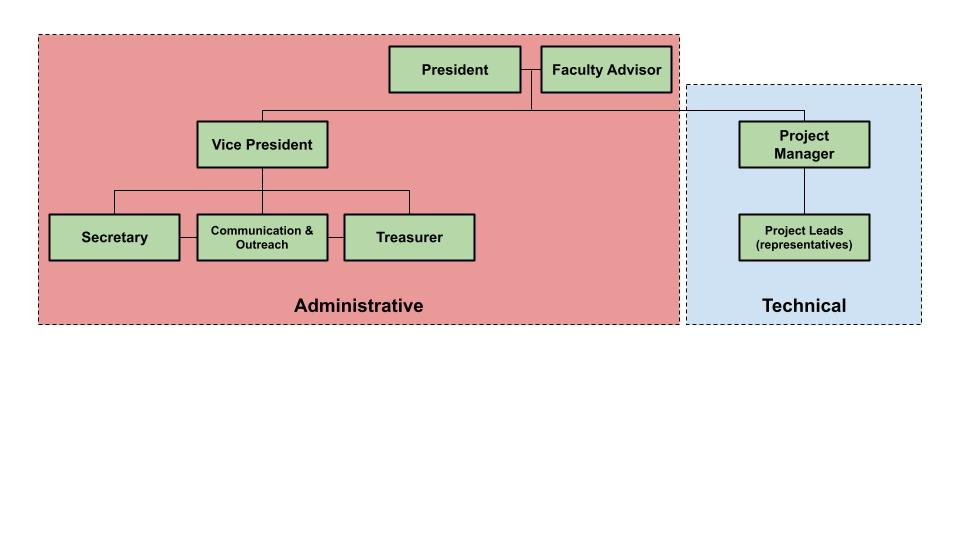 President
Faculty Advisor
Vice President
Project
Manager
Secretary
Communication &
Outreach
Treasurer
Project Leads
(representatives)
Administrative
Technical